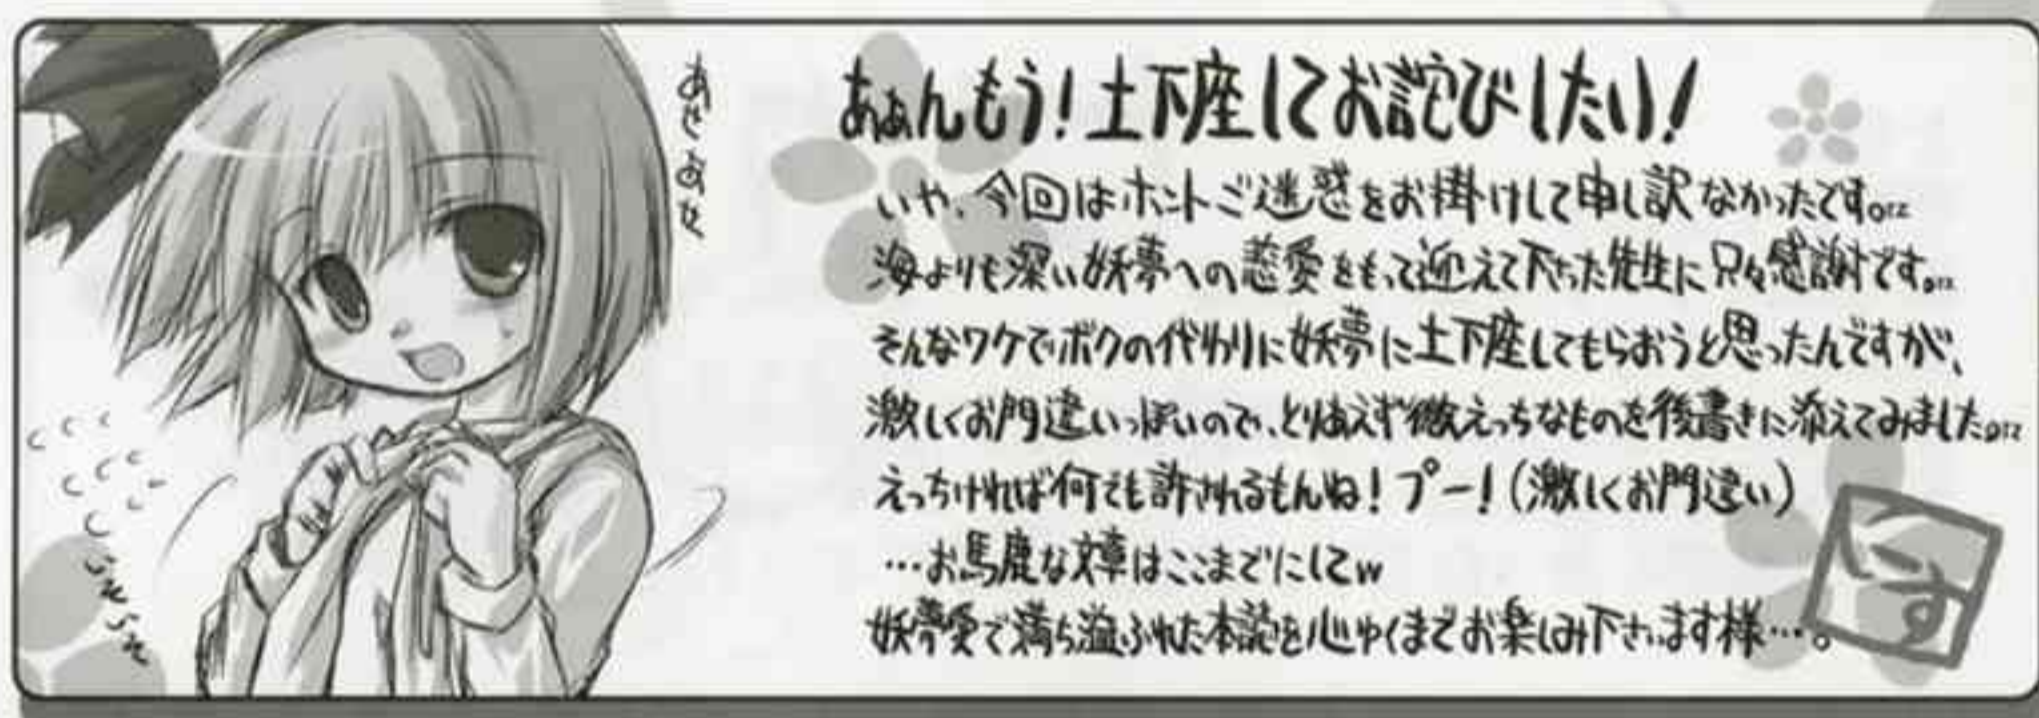 あぁんもう!土下座してお詫びしたい!
いや、今回はホントご迷惑をお掛けして申し訳なかったです。orz
海よりも深い妖夢への慈愛をもって迎えて下さった先生に只々感謝です。orz
そんなワケでボクの代わりに妖夢に土下座してもらおうと思ったんですが、
激しくお門違いっぽいので、とりあえず微えっちなものを後書きに添えてみました。orz
えっちければ何でも許されるもんね!プー!(激しくお門違い)
…お馬鹿な文章はここまでにしてw
妖夢愛で満ち溢ふれた本誌を心ゆくまでお楽しみ下さいます様…。
いそいそ